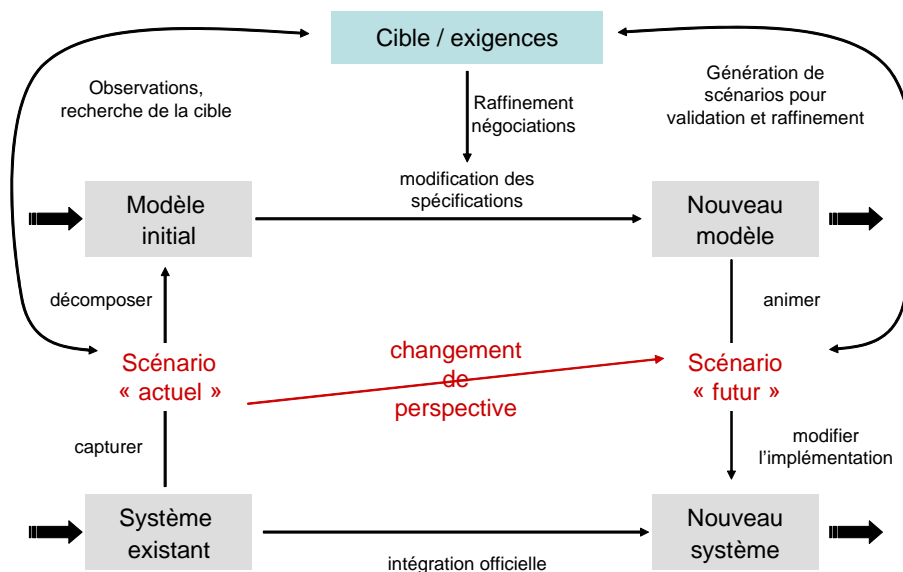 Cible / exigences
Observations,
recherche de la cible
Raffinement
négociations
Génération de
scénarios pour
validation et raffinement
Modèle
initial
modification des
spécifications
Nouveau
modèle
décomposer
animer
Scénario
« actuel »
changement
de
perspective
Scénario
« futur »
capturer
modifier
l’implémentation
Système
existant
intégration officielle
Nouveau
système